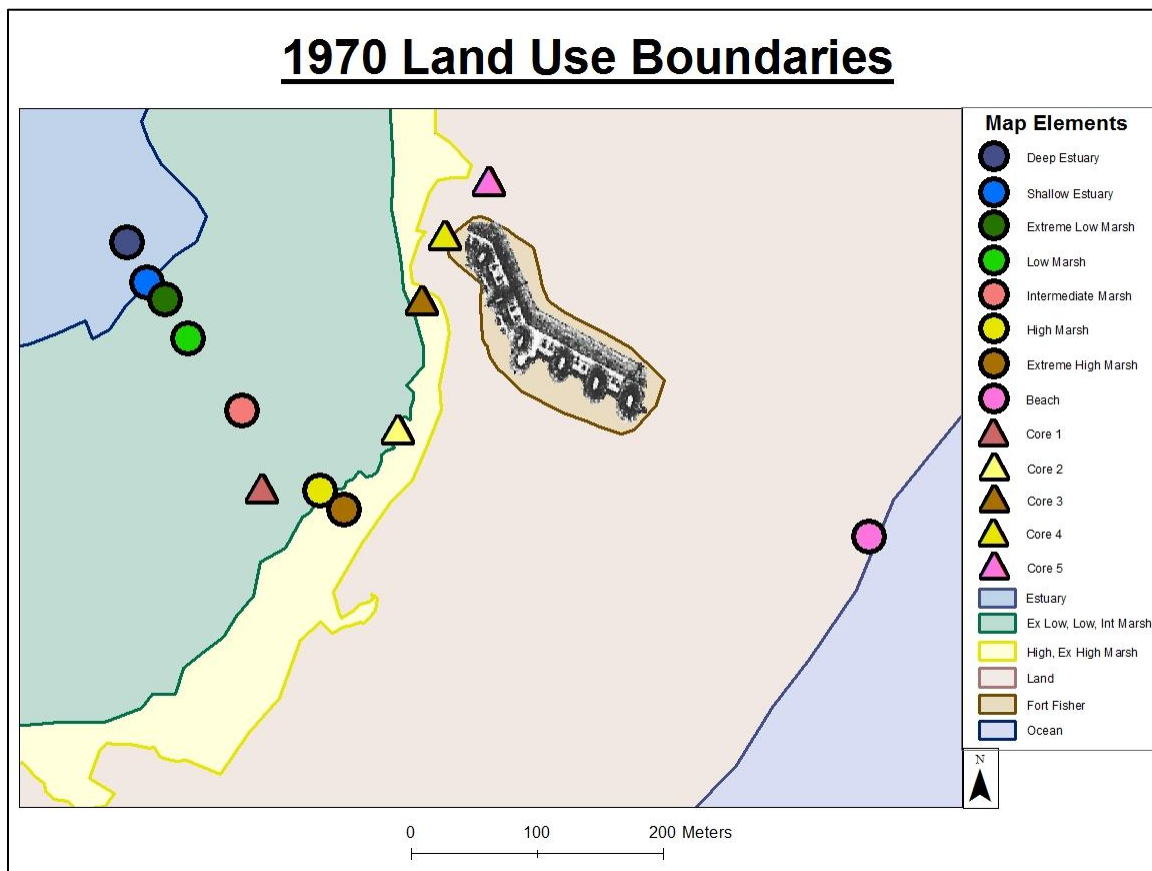 1970 Land Use Boundaries
Map Elements
Deep Estuary
Shallow Estuary
Extreme Low Marsh
Low Marsh
Intermediate Marsh
High Marsh
Extreme High Marsh
Beach
Core 1
Core 2
Core 3
Core 4
Core 5
Estuary
Ex Low, Low, Int Marsh
High, Ex High Marsh
Land
Fort Fisher
Ocean
N
0 100 200 Meters